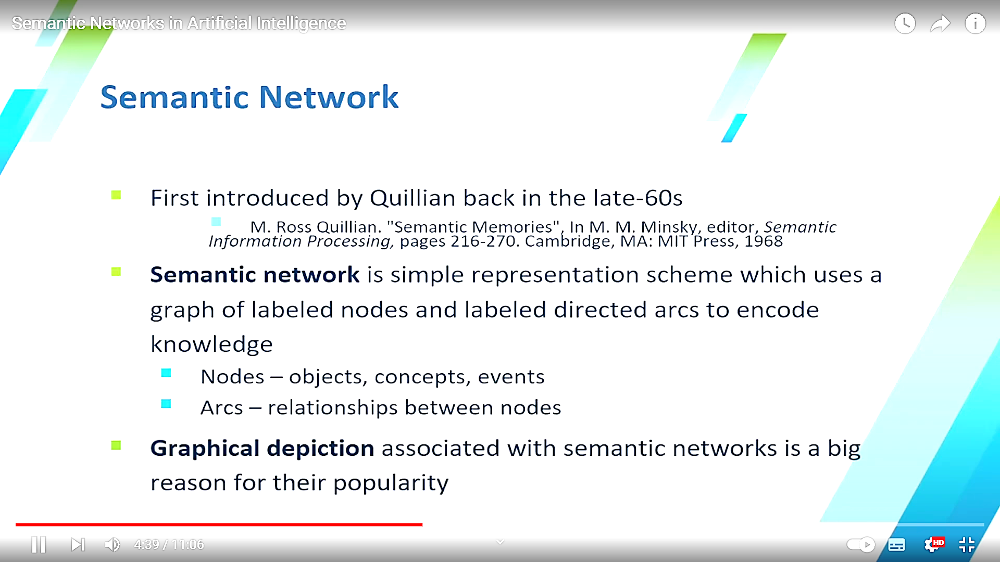 Semantic Networks in Artificial Intelligence
Semantic Network
First introduced by Quillian back in the late-60s
M. Ross Quillian. "Semantic Memories", In M. M. Minsky, editor, Semantic
Information Processing, pages 216-270. Cambridge, MA: MIT Press, 1968
Semantic network is simple representation scheme which uses a
graph of labeled nodes and labeled directed arcs to encode
knowledge
Nodes – objects, concepts, events
Arcs – relationships between nodes
Graphical depiction associated with semantic networks is a big
reason for their popularity
4:39 / 11:06
HD